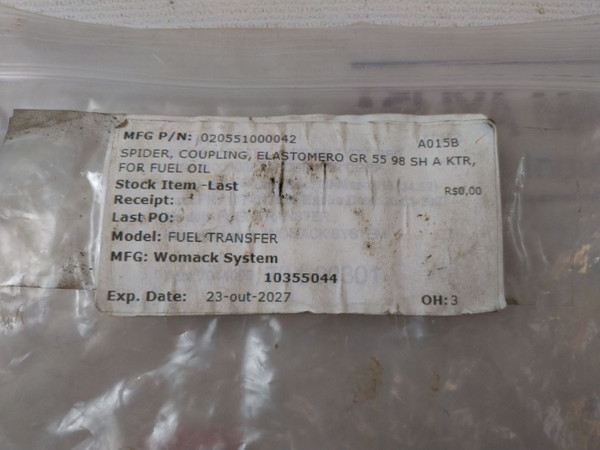 MFG P/N: 020551000042 A015B
SPIDER, COUPLING, ELASTOMERO GR 55 98 SH A KTR,
FOR FUEL OIL
Stock Item -Last
Receipt: R$0,00
Last PO:
Model: FUEL TRANSFER
MFG: Womack System
10355044
Exp. Date: 23-out-2027 OH: 3